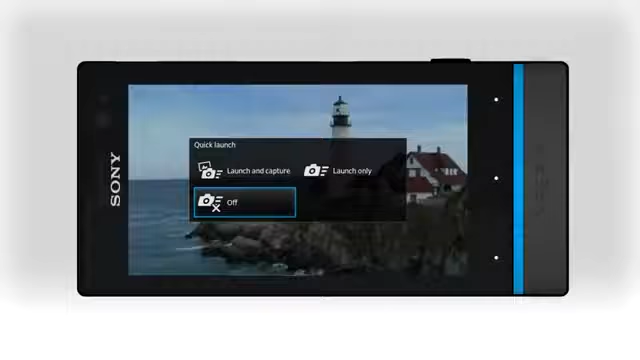 SONY
Quick launch
Launch and capture
Launch only
Off